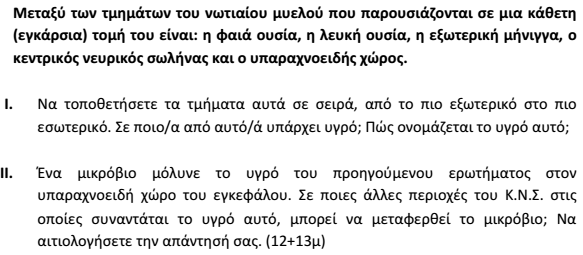 Μεταξύ των τμημάτων του νωτιαίου μυελού που παρουσιάζονται σε μια κάθετη
(εγκάρσια) τομή του είναι: η φαιά ουσία, η λευκή ουσία, η εξωτερική μήνιγγα, ο
κεντρικός νευρικός σωλήνας και ο υπαραχνοειδής χώρος.
I. Να τοποθετήσετε τα τμήματα αυτά σε σειρά, από το πιο εξωτερικό στο πιο
εσωτερικό. Σε ποιο/α από αυτό/ά υπάρχει υγρό; Πώς ονομάζεται το υγρό αυτό;
II. Ένα μικρόβιο μόλυνε το υγρό του προηγούμενου ερωτήματος στον
υπαραχνοειδή χώρο του εγκεφάλου. Σε ποιες άλλες περιοχές του Κ.Ν.Σ. στις
οποίες συναντάται το υγρό αυτό, μπορεί να μεταφερθεί το μικρόβιο; Να
αιτιολογήσετε την απάντησή σας. (12+13μ)